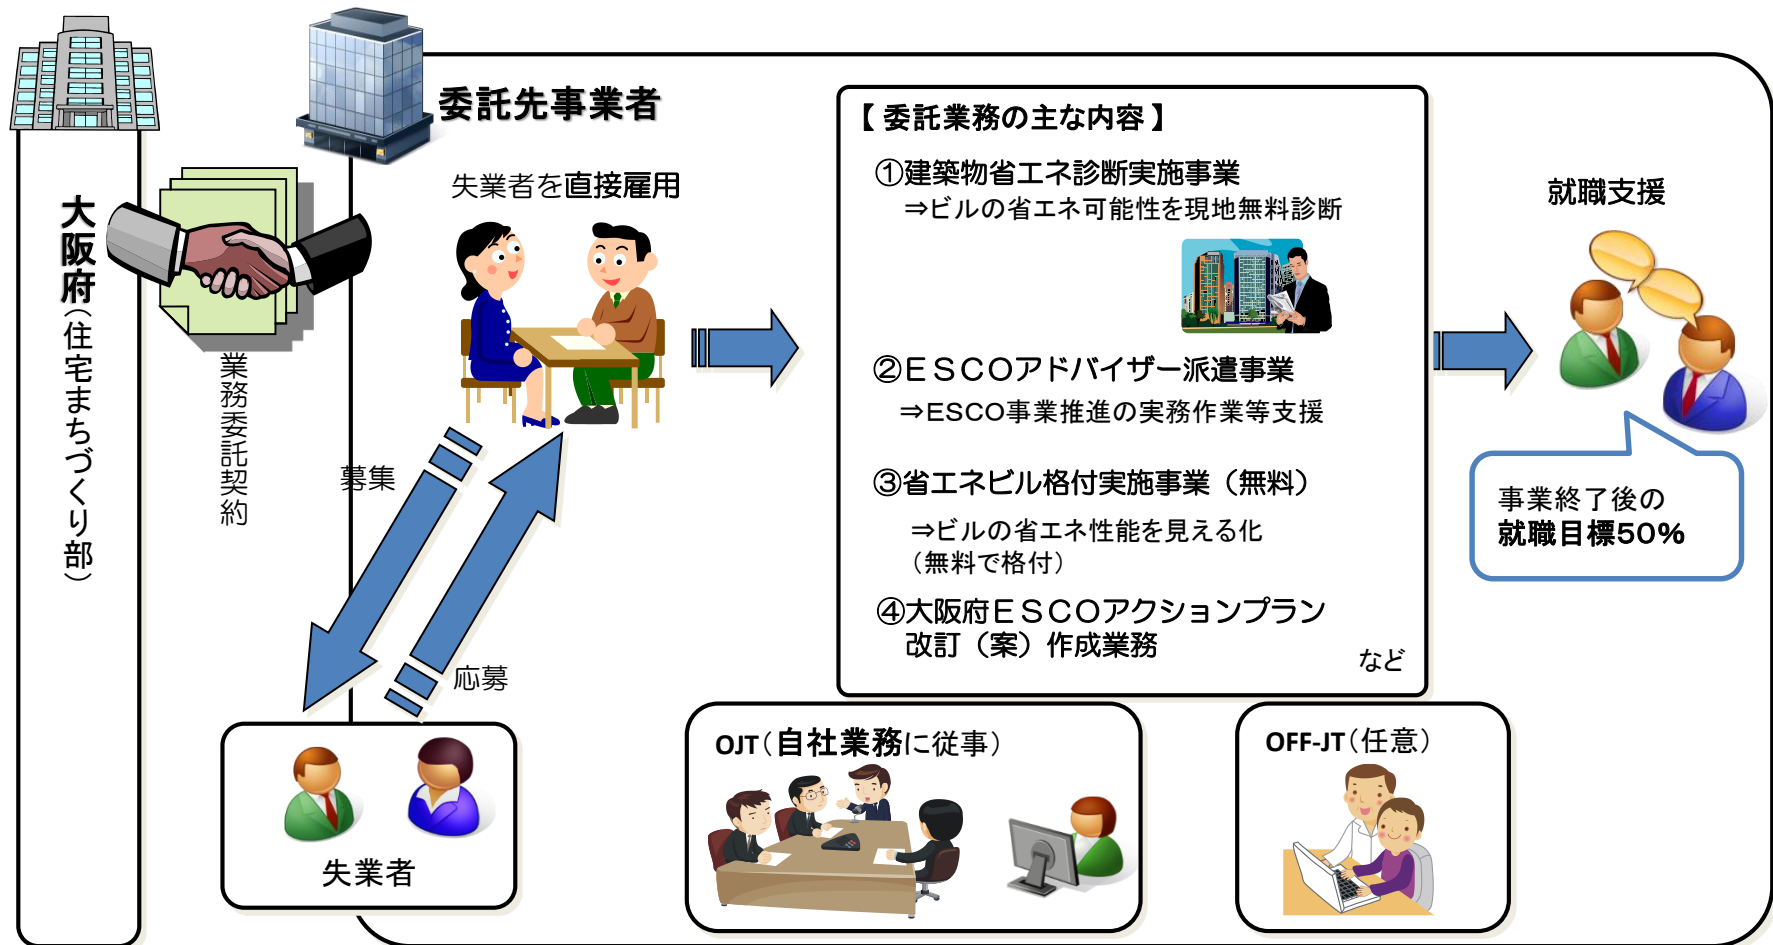 大阪府（住宅まちづくり部）
業務委託契約
委託先事業者
失業者を直接雇用
募集
応募
失業者
【 委託業務の主な内容 】
①建築物省エネ診断実施事業
⇒ビルの省エネ可能性を現地無料診断
②ＥＳＣＯアドバイザー派遣事業
⇒ESCO事業推進の実務作業等支援
③省エネビル格付実施事業（無料）
⇒ビルの省エネ性能を見える化
（無料で格付）
④大阪府ＥＳＣＯアクションプラン
改訂（案）作成業務
など
OJT（自社業務に従事）
OFF-JT（任意）
就職支援
事業終了後の
就職目標50%